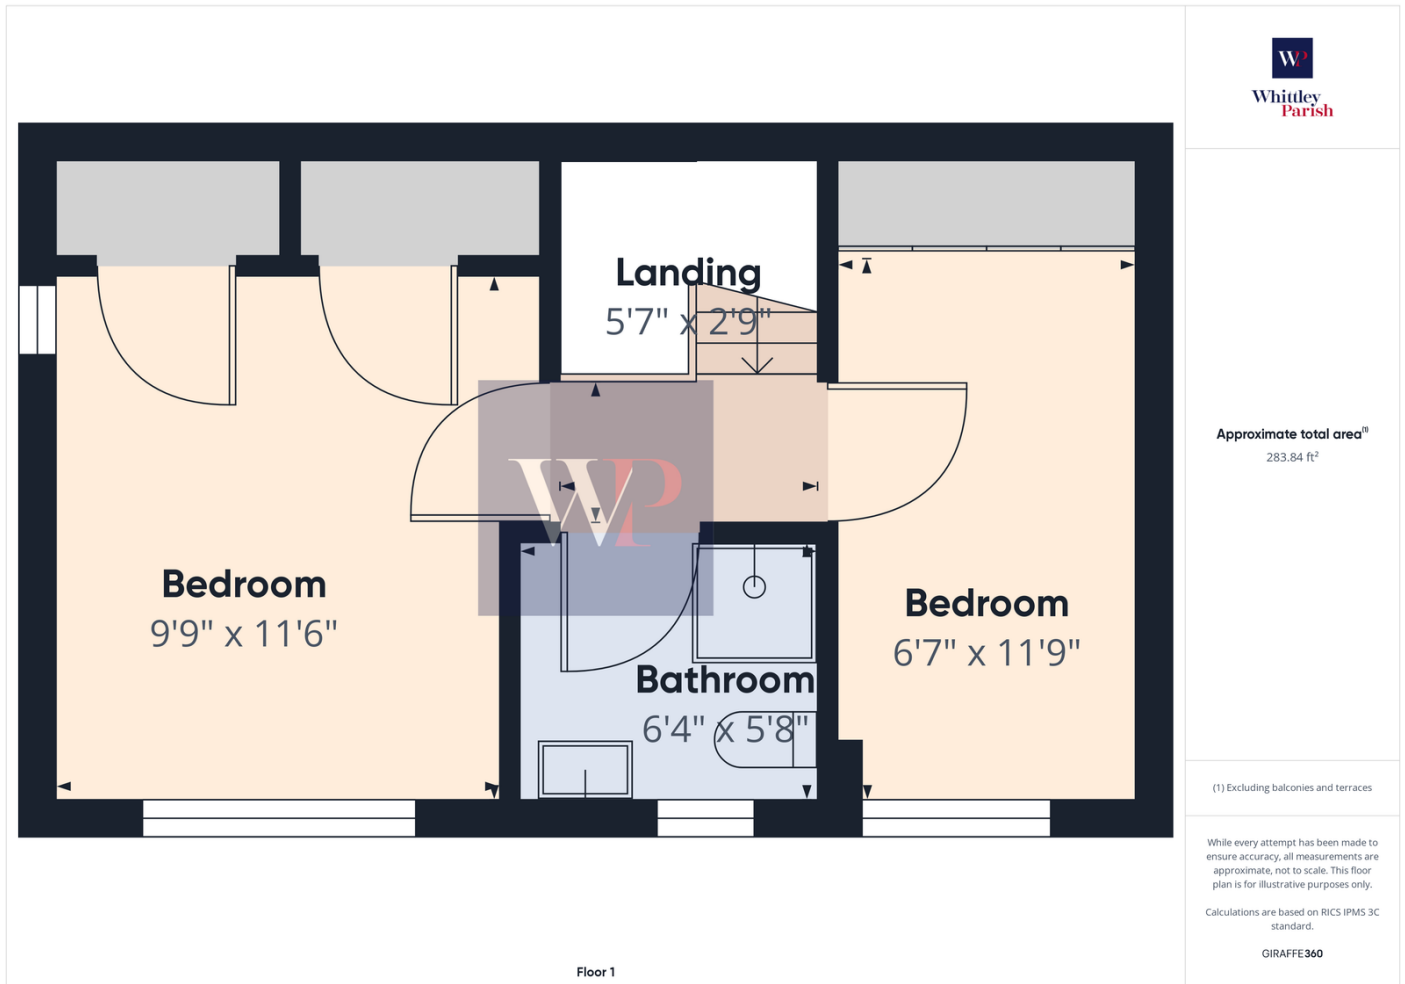 WP
Whittley
Parish
Landing
5'7" x 2'9"
WP
Bedroom
9'9" x 11'6"
Bedroom
6'7" x 11'9"
Bathroom
6'4" x 5'8"
Floor 1
Approximate total area(1)
283.84 ft²
(1) Excluding balconies and terraces
While every attempt has been made to
ensure accuracy, all measurements are
approximate, not to scale. This floor
plan is for illustrative purposes only.
Calculations are based on RICS IPMS 3C
standard.
GIRAFFE360